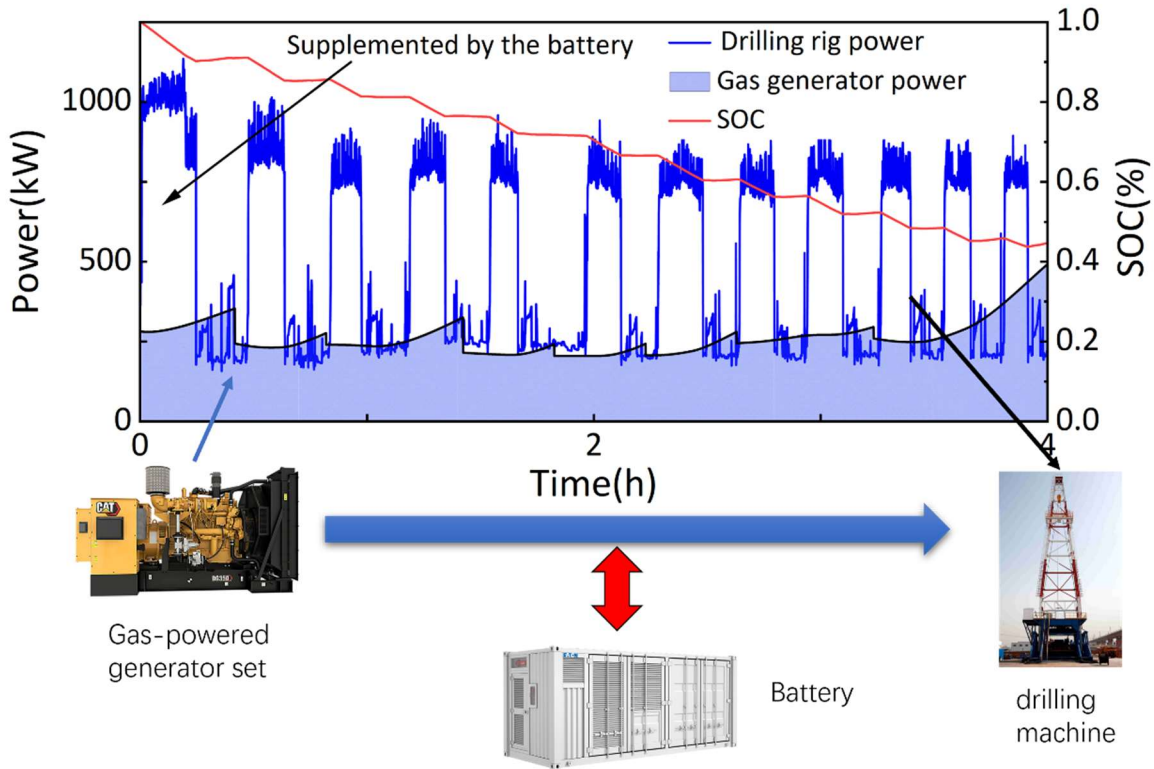 Supplemented by the battery
Drilling rig power
Gas generator power
SOC
Power(kW)
1000
500
0
SOC(%)
1.0
0.8
0.6
0.4
0.2
0.0
0
2
4
Time(h)
CAT
Gas-powered
generator set
Battery
drilling
machine